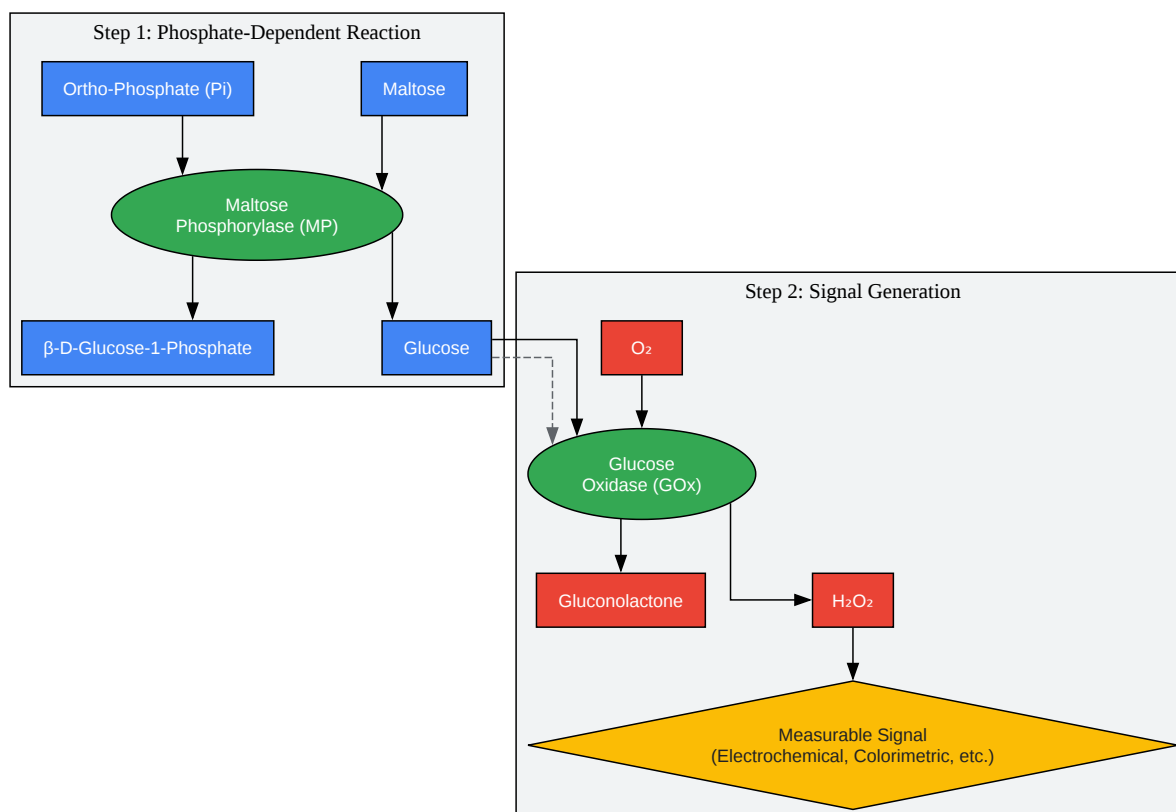 Step 1: Phosphate-Dependent Reaction
Ortho-Phosphate (Pi)
Maltose
Maltose
Phosphorylase (MP)
β-D-Glucose-1-Phosphate
Glucose
Step 2: Signal Generation
O₂
Glucose
Oxidase (GOx)
Gluconolactone
H₂O₂
Measurable Signal
(Electrochemical, Colorimetric, etc.)